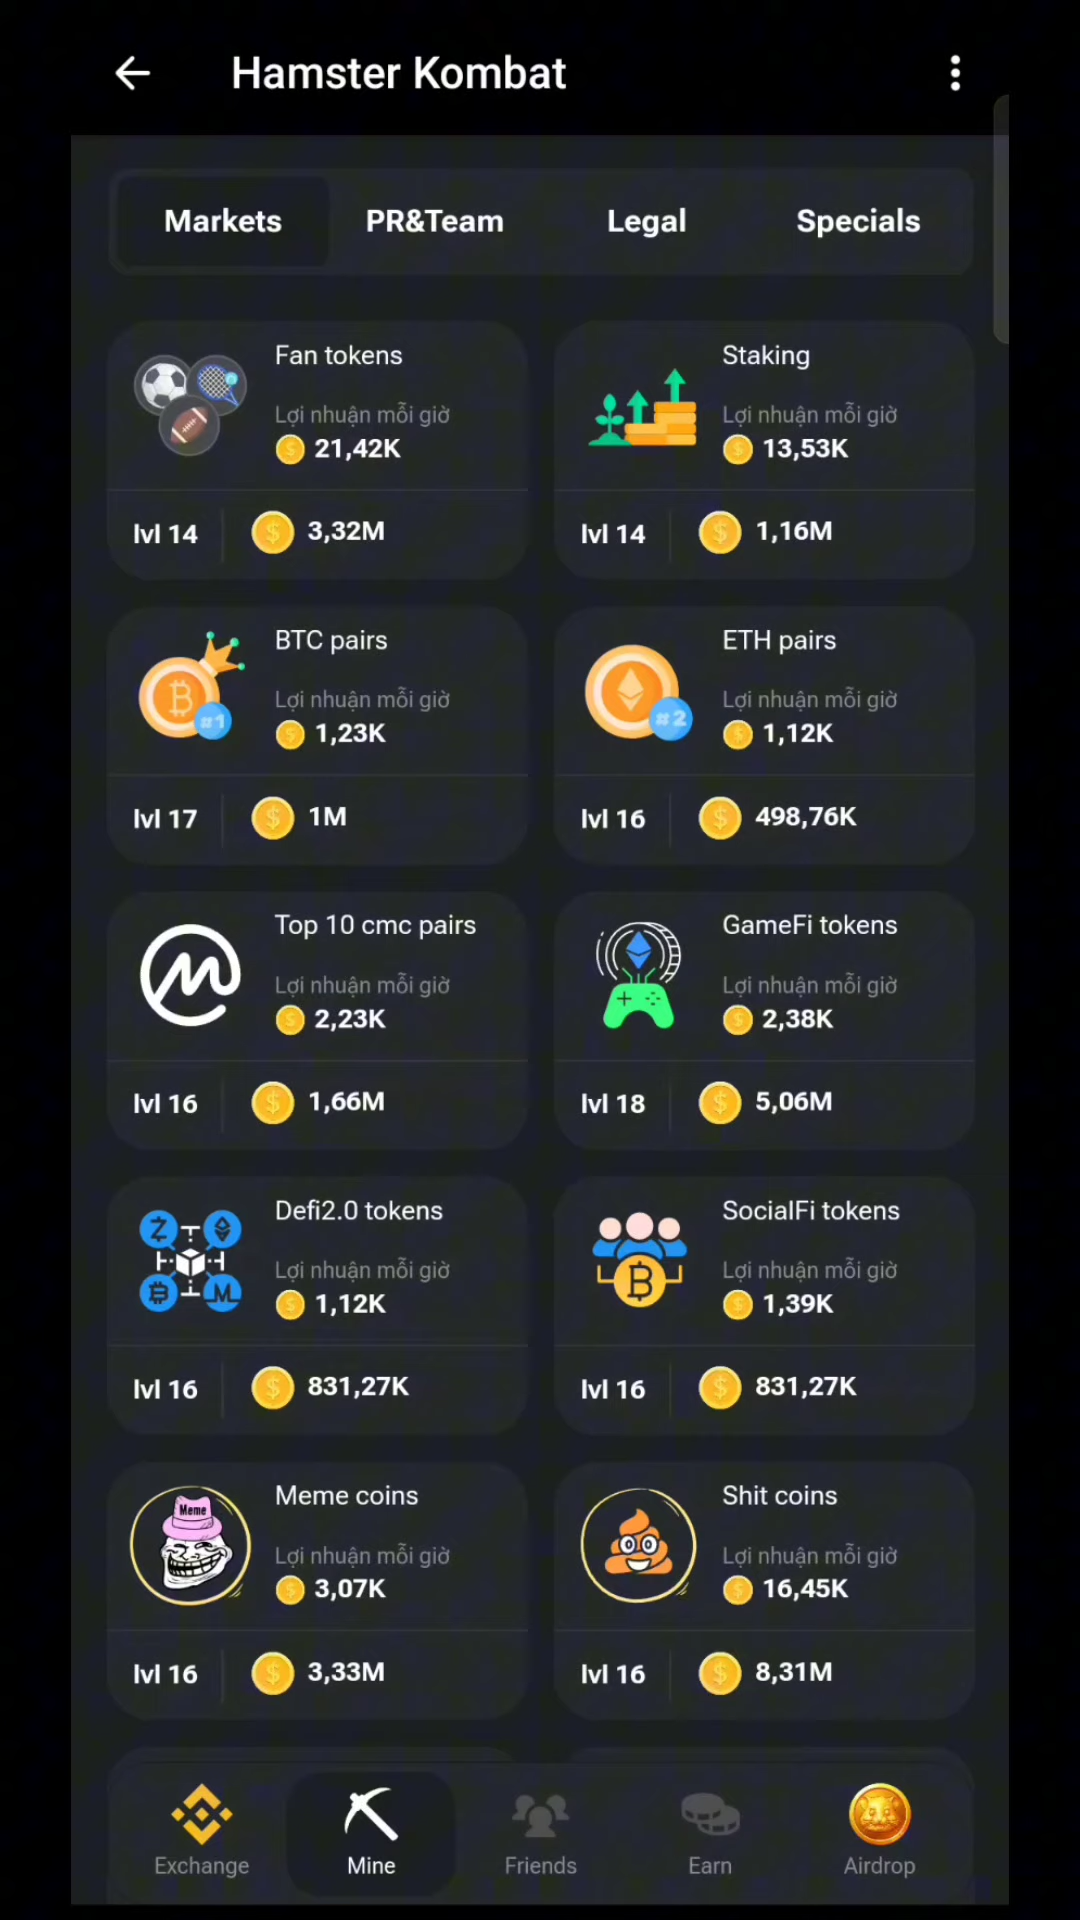 Hamster Kombat
Markets PR&Team Legal Specials
Fan tokens
Lợi nhuận mỗi giờ
21,42K
lvl 14 3,32M
Staking
Lợi nhuận mỗi giờ
13,53K
lvl 14 1,16M
BTC pairs
#1
Lợi nhuận mỗi giờ
1,23K
lvl 17 1M
ETH pairs
#2
Lợi nhuận mỗi giờ
1,12K
lvl 16 498,76K
Top 10 cmc pairs
Lợi nhuận mỗi giờ
2,23K
lvl 16 1,66M
GameFi tokens
Lợi nhuận mỗi giờ
2,38K
lvl 18 5,06M
Defi2.0 tokens
Lợi nhuận mỗi giờ
1,12K
lvl 16 831,27K
SocialFi tokens
Lợi nhuận mỗi giờ
1,39K
lvl 16 831,27K
Meme coins
Meme
Lợi nhuận mỗi giờ
3,07K
lvl 16 3,33M
Shit coins
Lợi nhuận mỗi giờ
16,45K
lvl 16 8,31M
Exchange Mine Friends Earn Airdrop